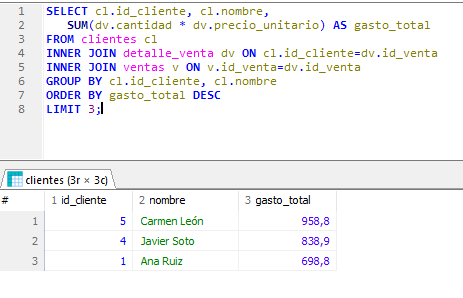 1 SELECT cl.id_cliente, cl.nombre,
2 SUM(dv.cantidad * dv.precio_unitario) AS gasto_total
3 FROM clientes cl
4 INNER JOIN detalle_venta dv ON cl.id_cliente=dv.id_venta
5 INNER JOIN ventas v ON v.id_venta=dv.id_venta
6 GROUP BY cl.id_cliente, cl.nombre
7 ORDER BY gasto_total DESC
8 LIMIT 3;
clientes (3r × 3c)
# 1 id_cliente 2 nombre 3 gasto_total
1 5 Carmen León 958,8
2 4 Javier Soto 838,9
3 1 Ana Ruiz 698,8